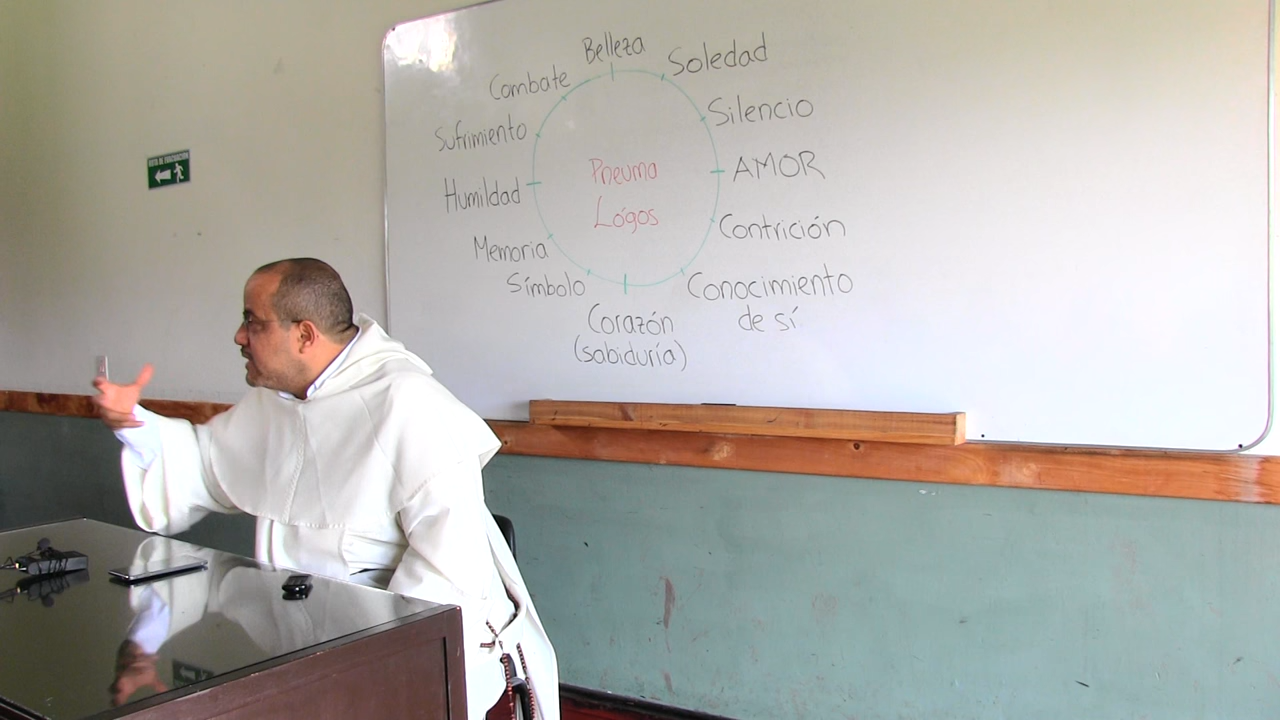 Belleza
Soledad
Combate
Silencio
Sufrimiento
AMOR
Pneuma
Humildad
Lógos
Contrición
Memoria
Símbolo
Conocimiento
de sí
Corazón
(sabiduría)